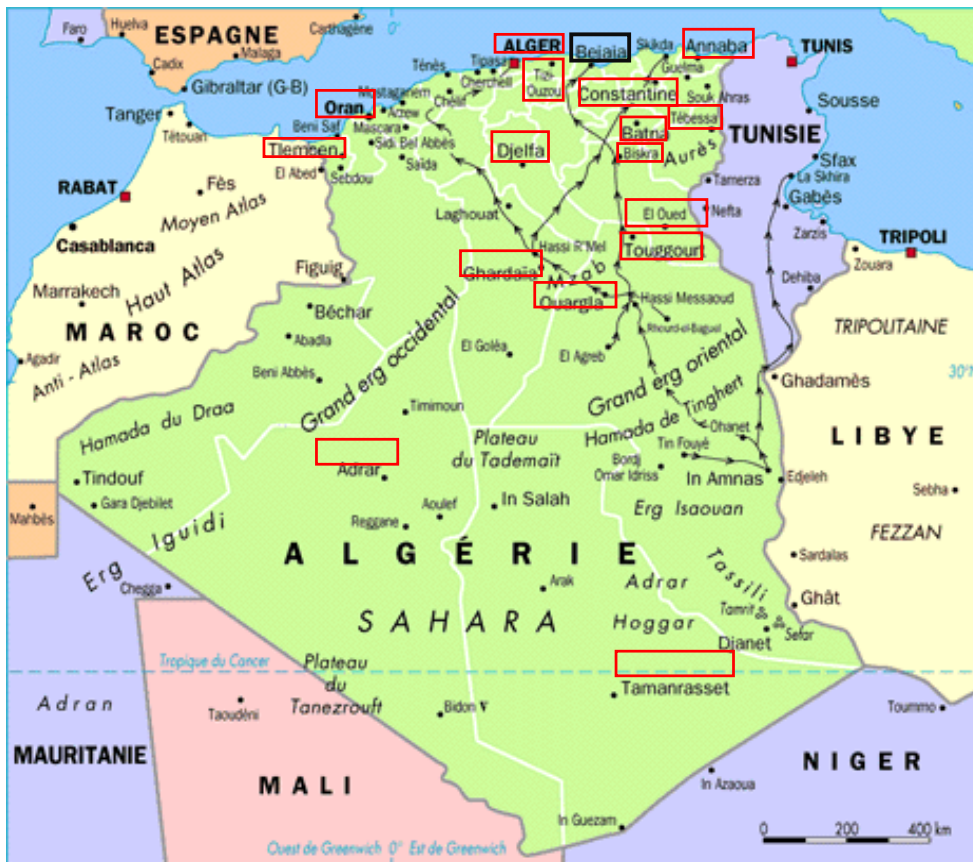 Faro
Huelva
ESPAGNE
Carthagène
0°
Cadix
Malaga
Gibraltar (G-B)
Tanger
Tétouan
RABAT
Fès
Casablanca
Moyen Atlas
Haut Atlas
Marrakech
MAROC
Agadir
Anti - Atlas
Figuig
ALGER
Tipasa
Cherchell
Ténès
Tizi-
Ouzou
Bejaia
Skikda
Annaba
Guelma
Constantine
Souk Ahras
Tébessa
TUNIS
Sousse
TUNISIE
Sfax
La Skhira
Gabès
Zarzis
Tamerza
Nefta
Dehiba
Mostaganem
Chélif
Oran
Arzew
Beni Saf
Mascara
Sidi Bel Abbès
Tlemcen
El Abed
Sebdou
Saïda
Djelfa
Batna
Biskra
Aurès
El Oued
Touggourt
Laghouat
Hassi R'Mel
Ghardaïa
Mzab
Ouargla
Hassi Messaoud
Rhourd-el-Baguel
El Agreb
El Goléa
Béchar
Abadla
Beni Abbès
Grand erg occidental
Grand erg oriental
Timimoun
Hamada du Draa
Hamada de Tinghert
Ohanet
Tin Fouyé
Bordj
Omar Idriss
In Amnas
Edjeleh
TRIPOLI
Zouara
TRIPOLITAINE
30°N
Ghadamès
LIBYE
Sebha
FEZZAN
Sardalas
Ghât
Plateau
du Tademaït
Adrar
Tindouf
Gara Djebilet
Mahbès
Aoulef
In Salah
Reggane
Erg Isaouan
Erg Iguidi
Chegga
ALGÉRIE
Arak
Adrar
Hoggar
Tassili
Tamrit
Sefar
Djanet
SAHARA
Tropique du Cancer
Plateau
du
Tanezrouft
Tamanrasset
Taoudéni
Bidon V
Adran
MAURITANIE
MALI
Toummo
NIGER
In Azaoua
In Guezam
Ouest de Greenwich 0° Est de Greenwich
0 200 400 km